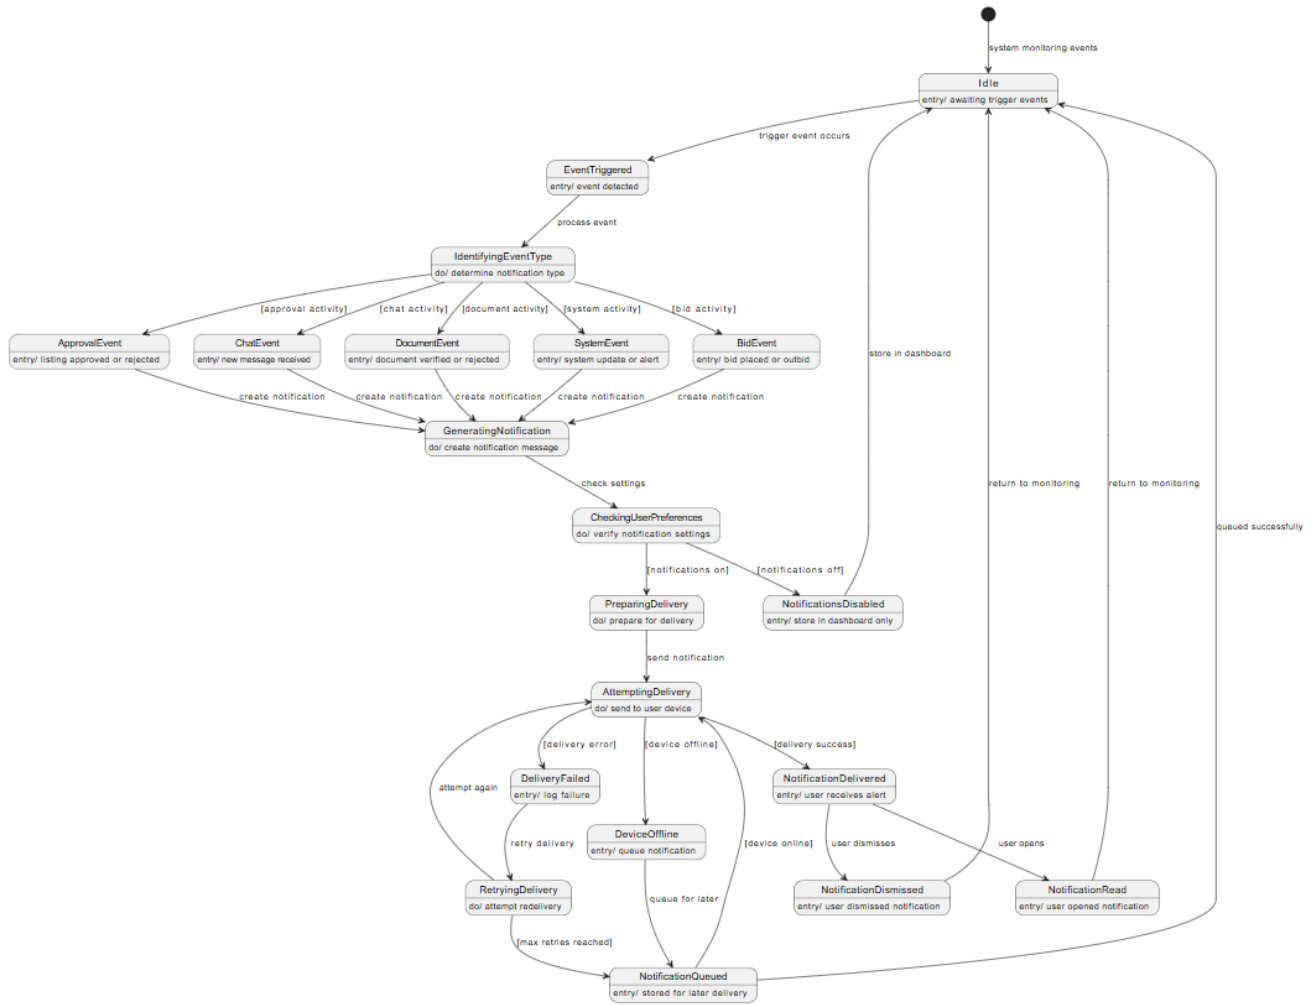 system monitoring events
Idle
entry/ awaiting trigger events
trigger event occurs
EventTriggered
entry/ event detected
process event
IdentifyingEventType
do/ determine notification type
[approval activity]
[chat activity]
[document activity]
[system activity]
[bid activity]
ApprovalEvent
entry/ listing approved or rejected
ChatEvent
entry/ new message received
DocumentEvent
entry/ document verified or rejected
SystemEvent
entry/ system update or alert
BidEvent
entry/ bid placed or outbid
store in dashboard
create notification
create notification
create notification
create notification
create notification
GeneratingNotification
do/ create notification message
check settings
return to monitoring
return to monitoring
CheckingUserPreferences
do/ verify notification settings
queued successfully
[notifications on]
[notifications off]
PreparingDelivery
do/ prepare for delivery
NotificationsDisabled
entry/ store in dashboard only
send notification
AttemptingDelivery
do/ send to user device
[delivery error]
[device offline]
[delivery success]
DeliveryFailed
entry/ log failure
NotificationDelivered
entry/ user receives alert
attempt again
DeviceOffline
entry/ queue notification
retry delivery
[device online]
user dismisses
user opens
RetryingDelivery
do/ attempt redelivery
queue for later
NotificationDismissed
entry/ user dismissed notification
NotificationRead
entry/ user opened notification
[max retries reached]
NotificationQueued
entry/ stored for later delivery